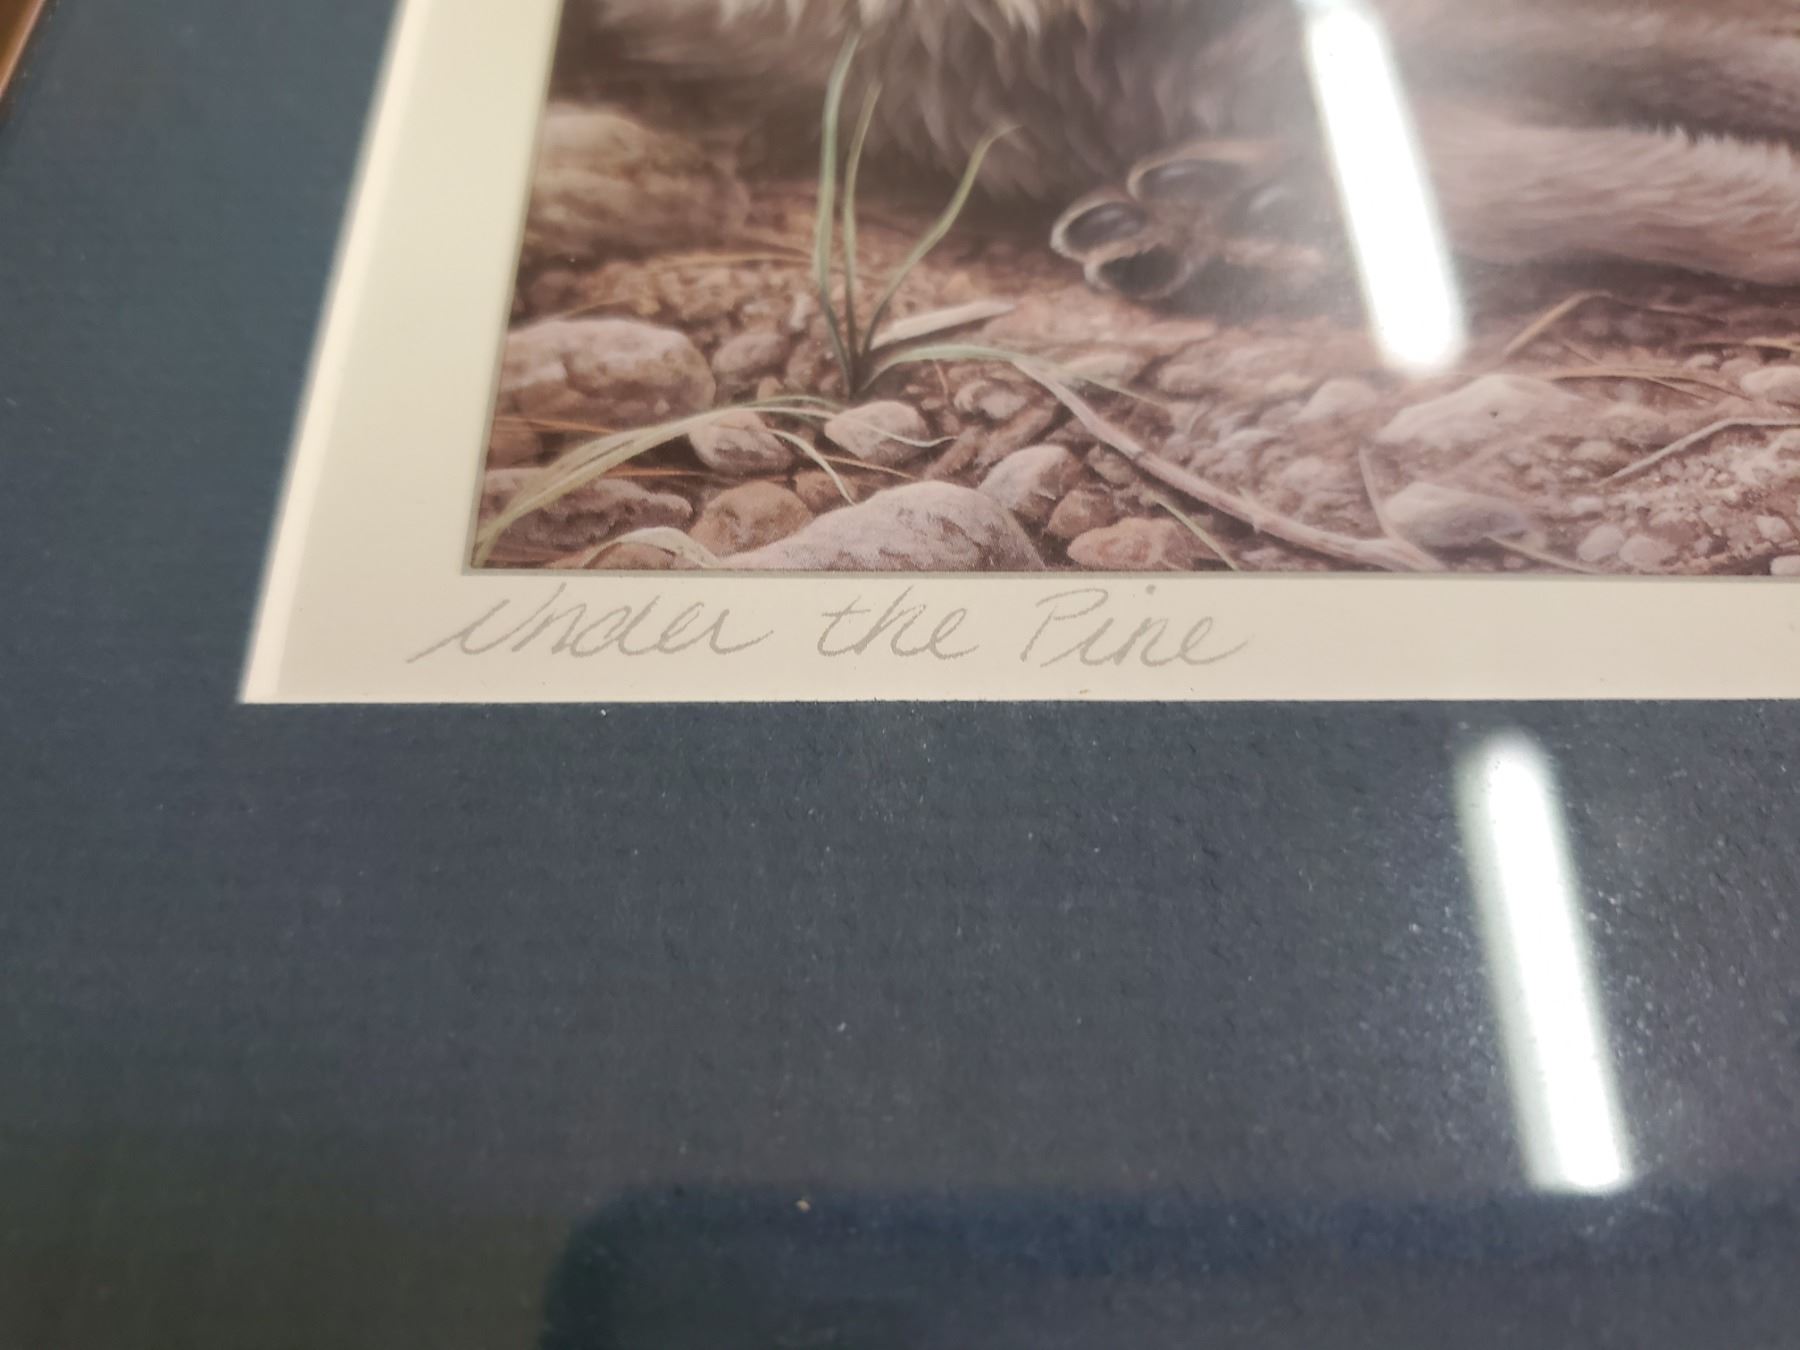 Under the Pine